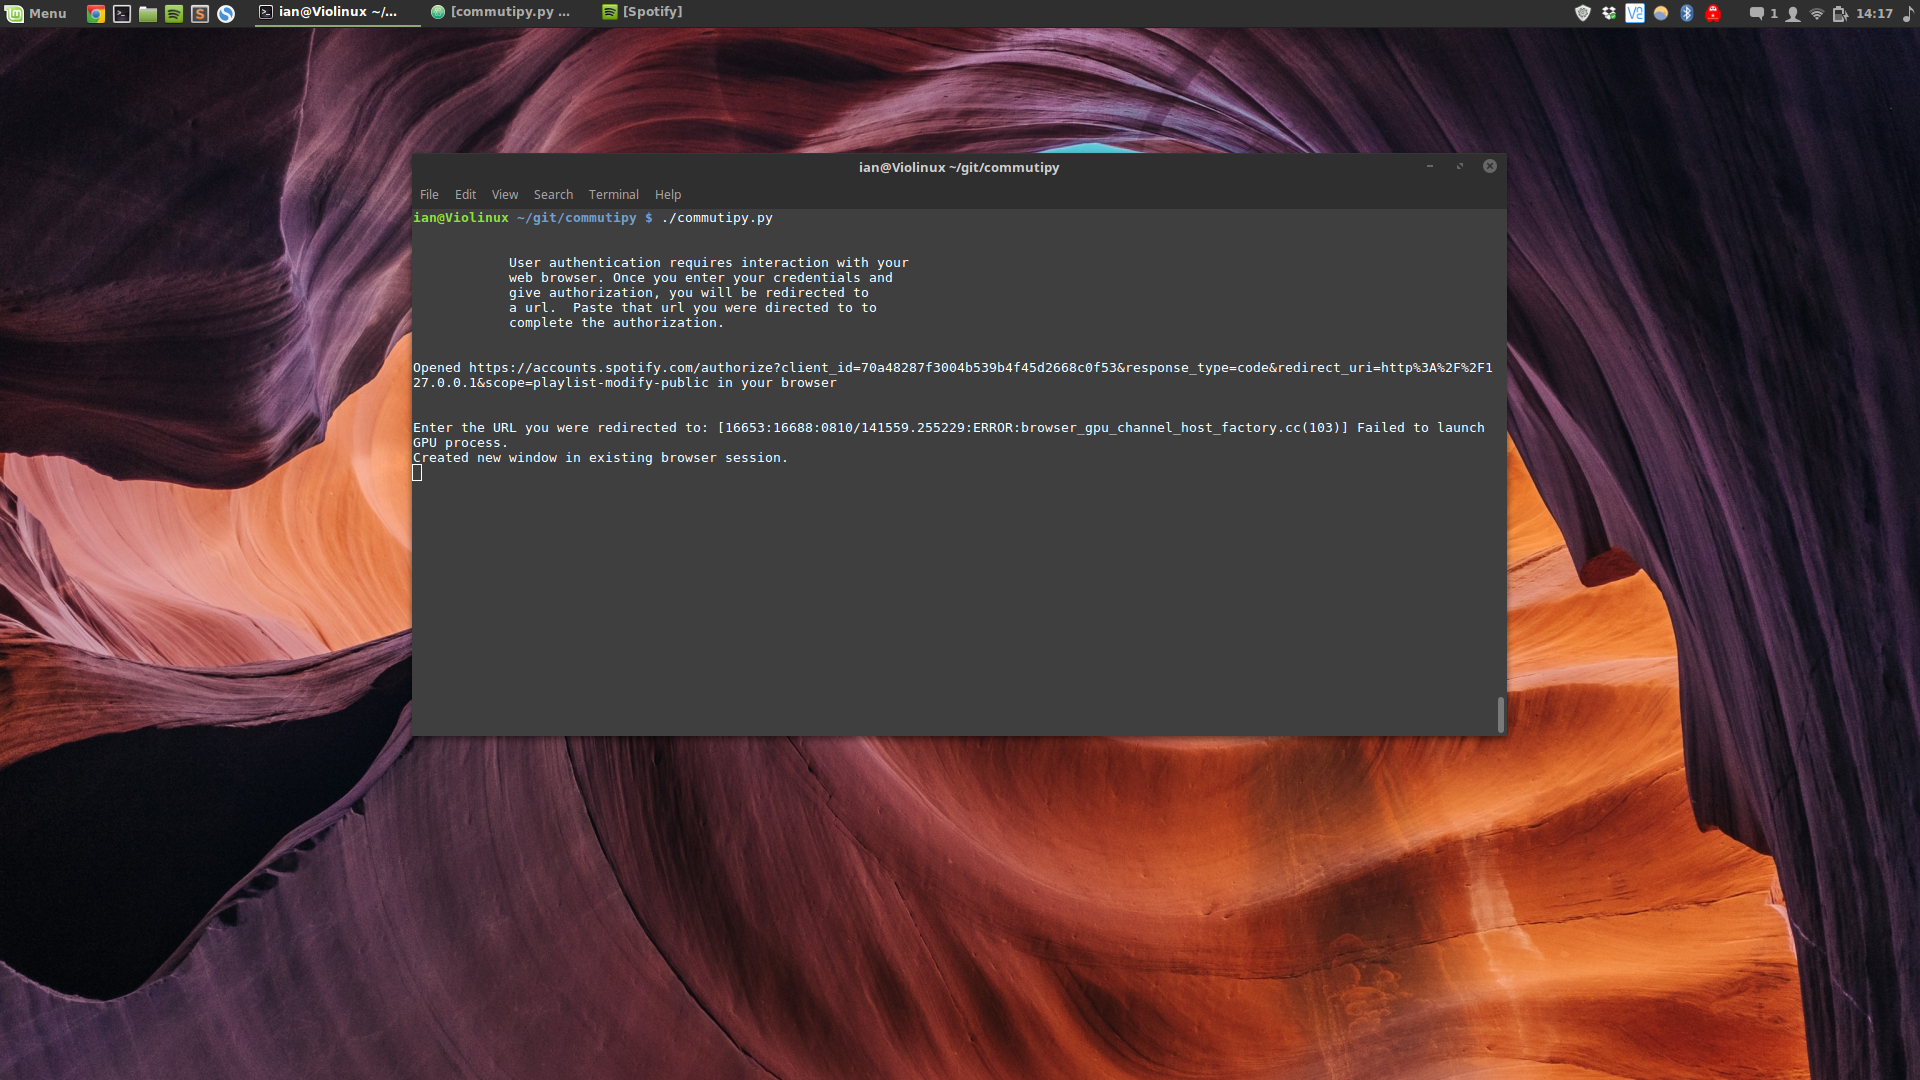 Menu
ian@Violinux ~/...
[commutipy.py ...
[Spotify]
1
14:17
ian@Violinux ~/git/commutipy
File Edit View Search Terminal Help
ian@Violinux ~/git/commutipy $ ./commutipy.py
User authentication requires interaction with your
web browser. Once you enter your credentials and
give authorization, you will be redirected to
a url.  Paste that url you were directed to to
complete the authorization.
Opened https://accounts.spotify.com/authorize?client_id=70a48287f3004b539b4f45d2668c0f53&response_type=code&redirect_uri=http%3A%2F%2F1
27.0.0.1&scope=playlist-modify-public in your browser
Enter the URL you were redirected to: [16653:16688:0810/141559.255229:ERROR:browser_gpu_channel_host_factory.cc(103)] Failed to launch
GPU process.
Created new window in existing browser session.